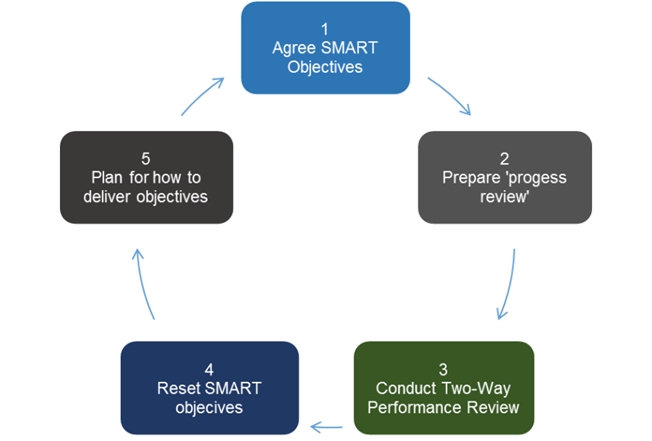 1
Agree SMART
Objectives
2
Prepare 'progess
review'
3
Conduct Two-Way
Performance Review
4
Reset SMART
objecives
5
Plan for how to
deliver objectives